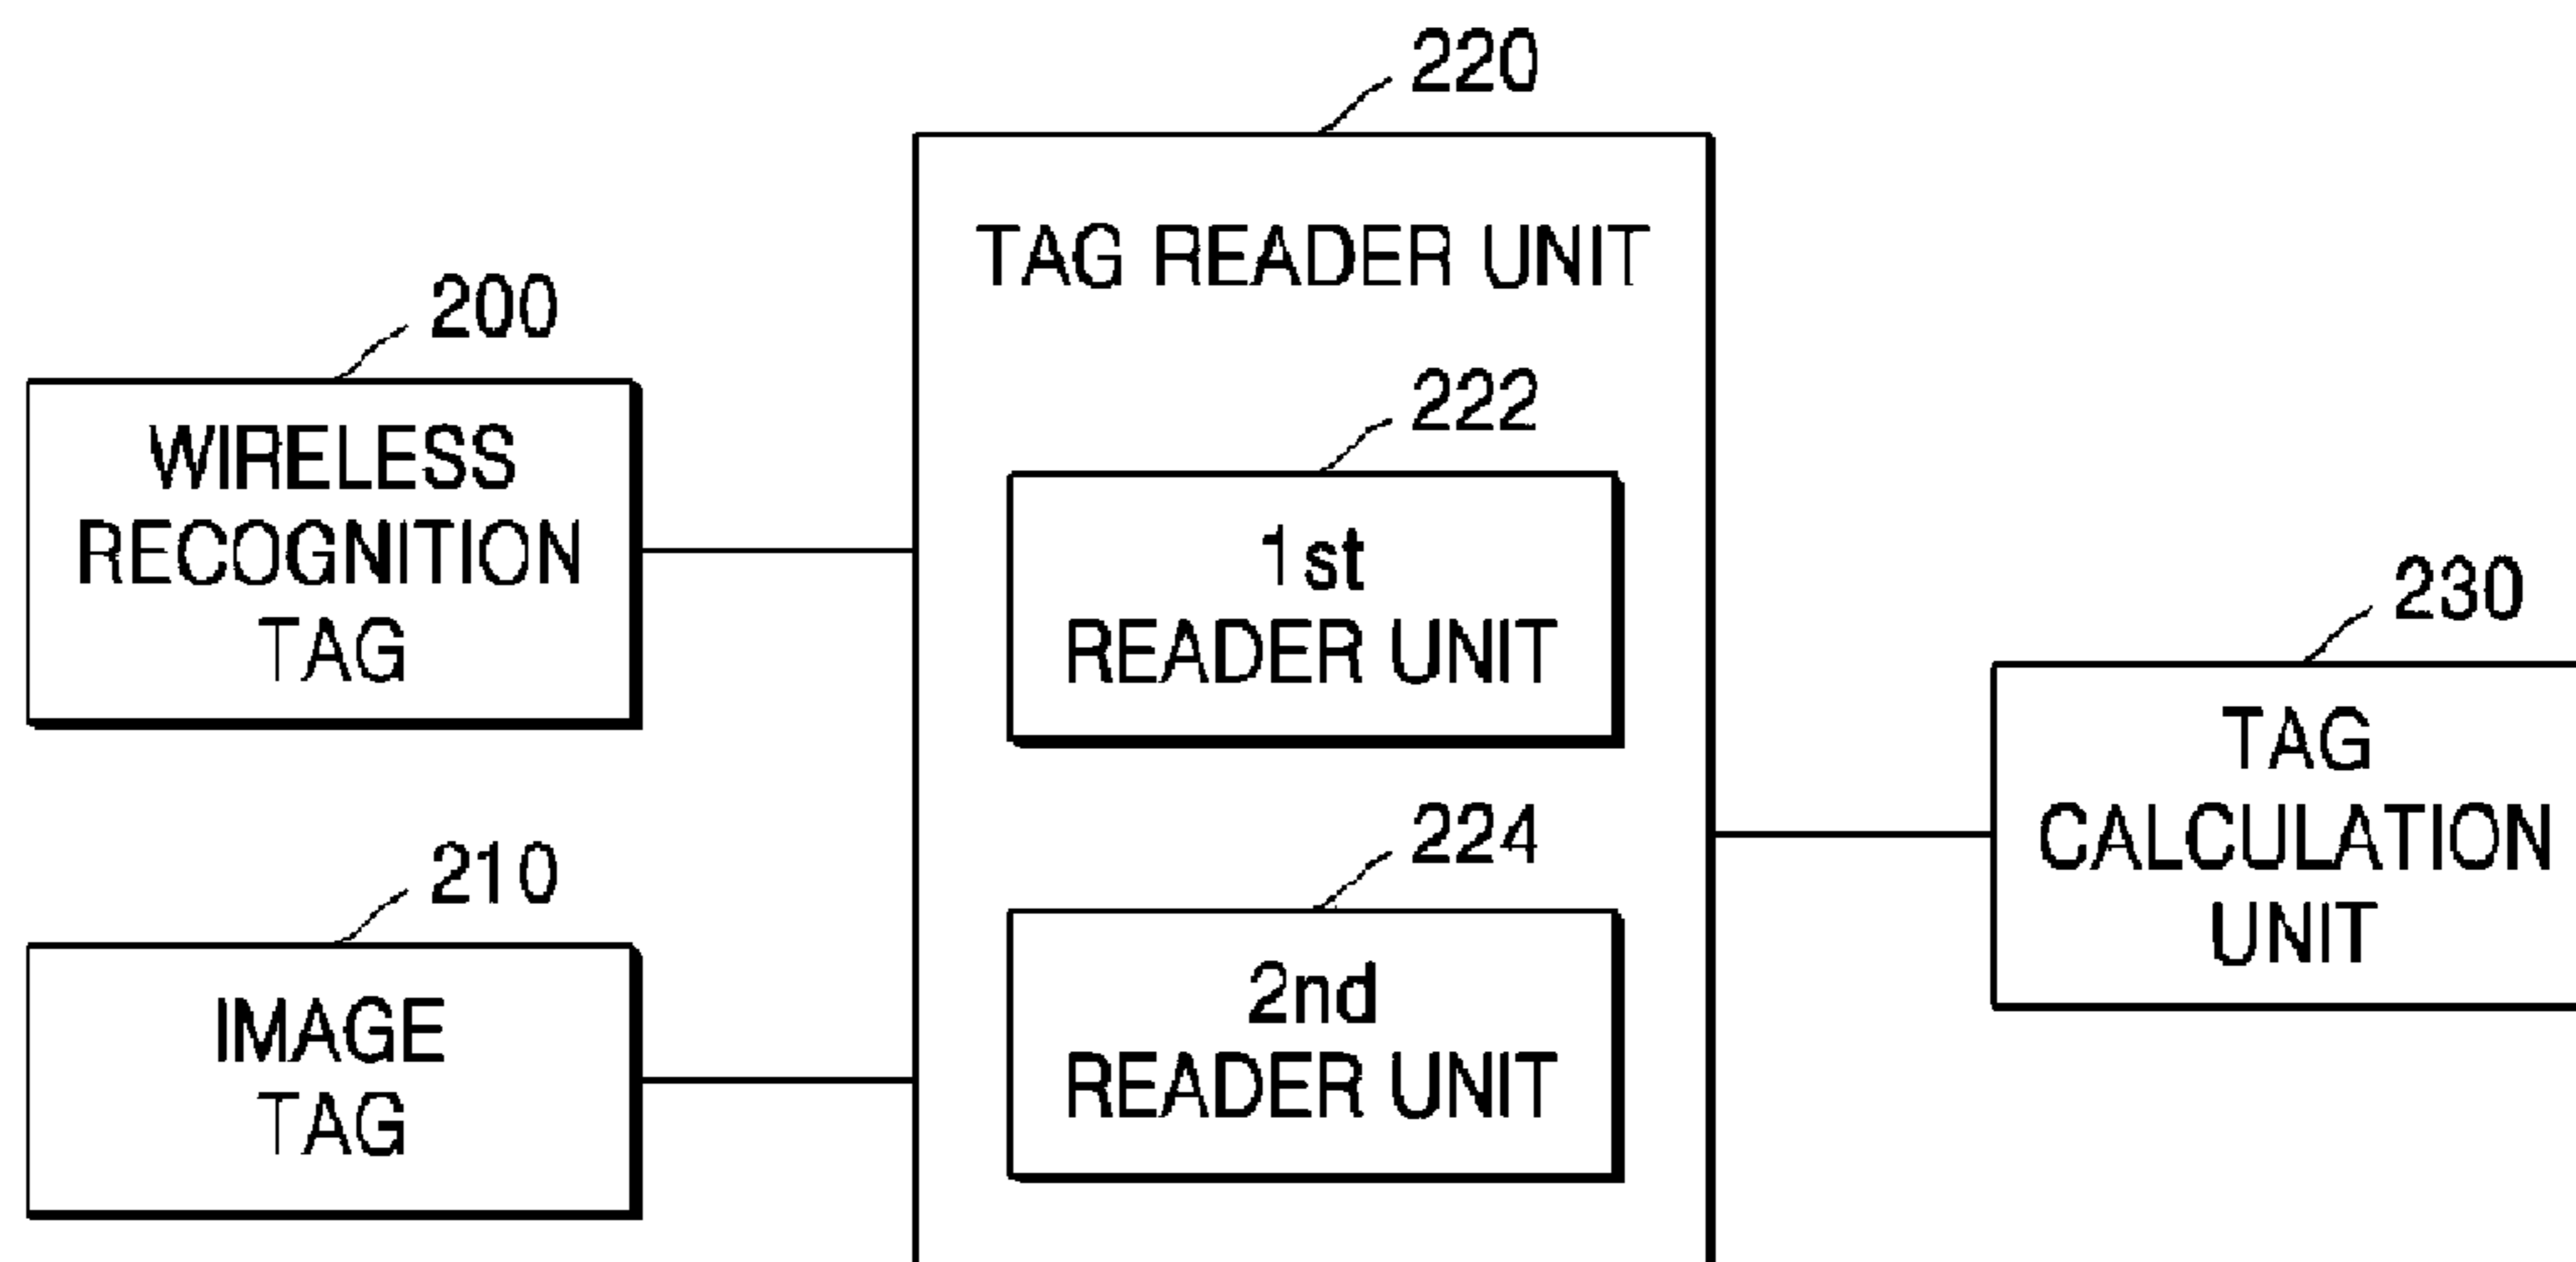 220
TAG READER UNIT
200
WIRELESS
RECOGNITION
TAG
222
1st
READER UNIT
230
TAG
CALCULATION
UNIT
210
IMAGE
TAG
224
2nd
READER UNIT